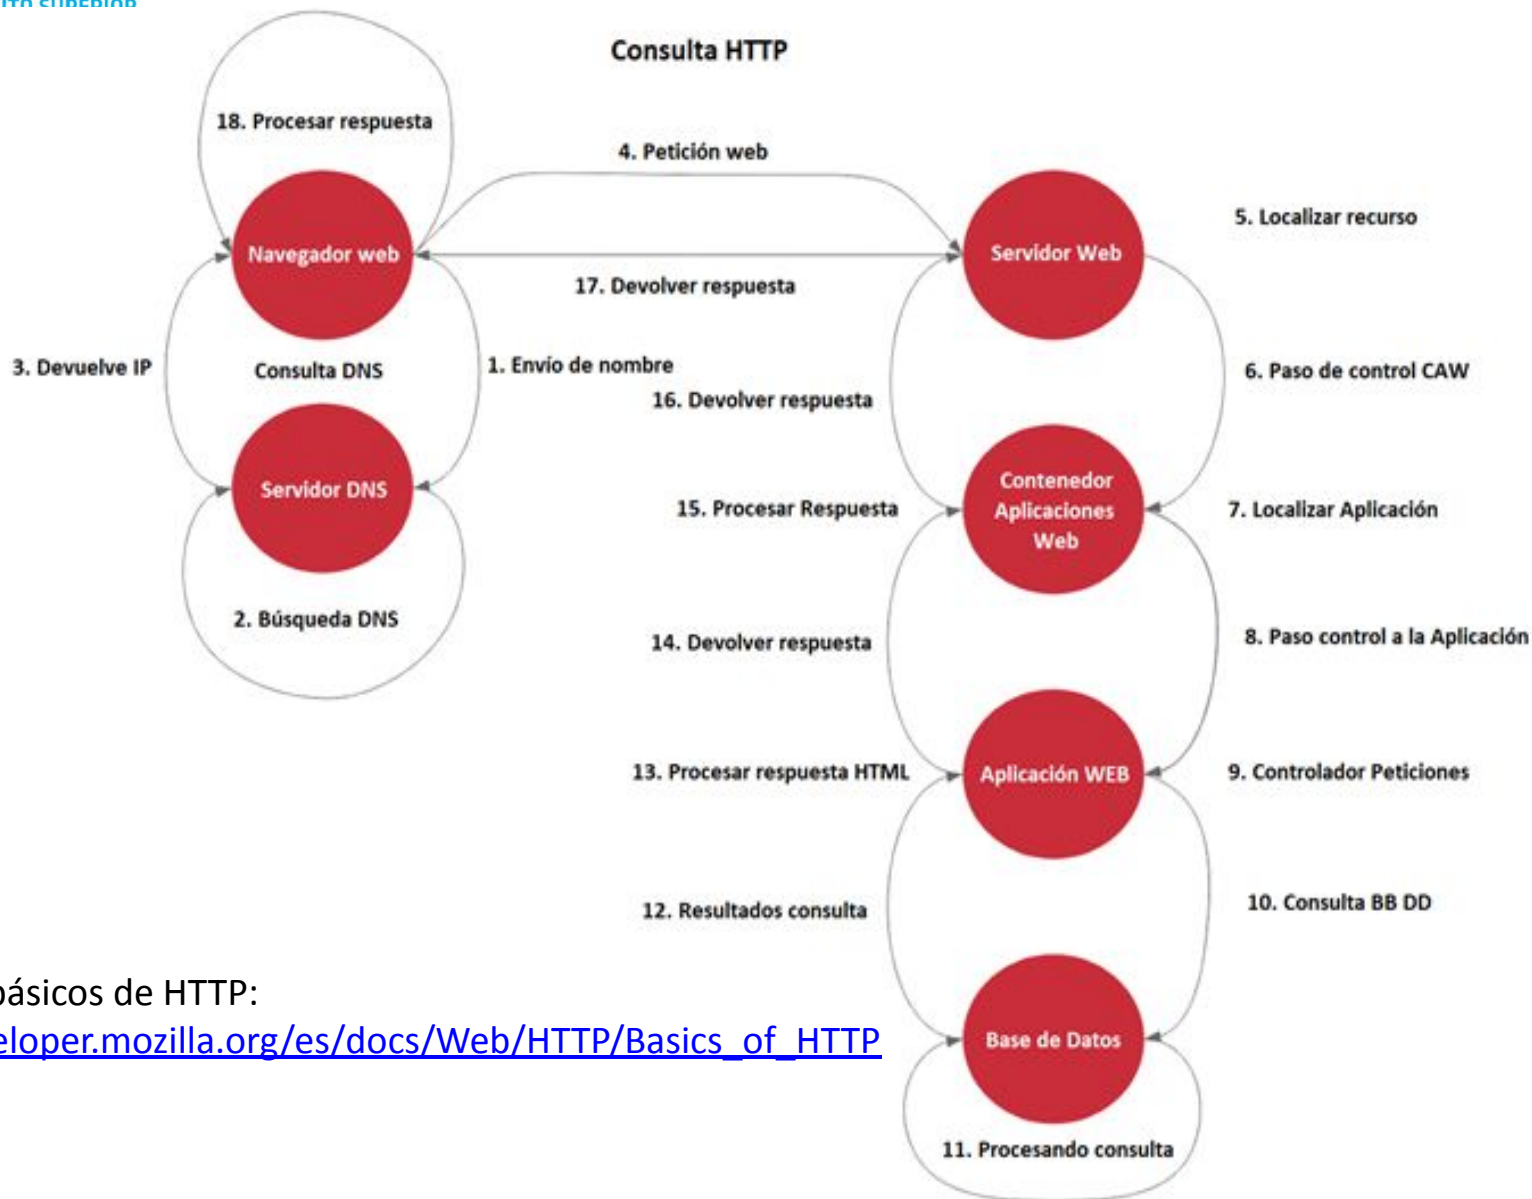 Consulta HTTP
18. Procesar respuesta
4. Petición web
Navegador web
Servidor Web
5. Localizar recurso
17. Devolver respuesta
3. Devuelve IP
Consulta DNS
1. Envío de nombre
6. Paso de control CAW
16. Devolver respuesta
Servidor DNS
Contenedor
Aplicaciones
Web
15. Procesar Respuesta
7. Localizar Aplicación
2. Búsqueda DNS
14. Devolver respuesta
8. Paso control a la Aplicación
13. Procesar respuesta HTML
Aplicación WEB
9. Controlador Peticiones
12. Resultados consulta
10. Consulta BB DD
básicos de HTTP:
eloper.mozilla.org/es/docs/Web/HTTP/Basics_of_HTTP
Base de Datos
11. Procesando consulta